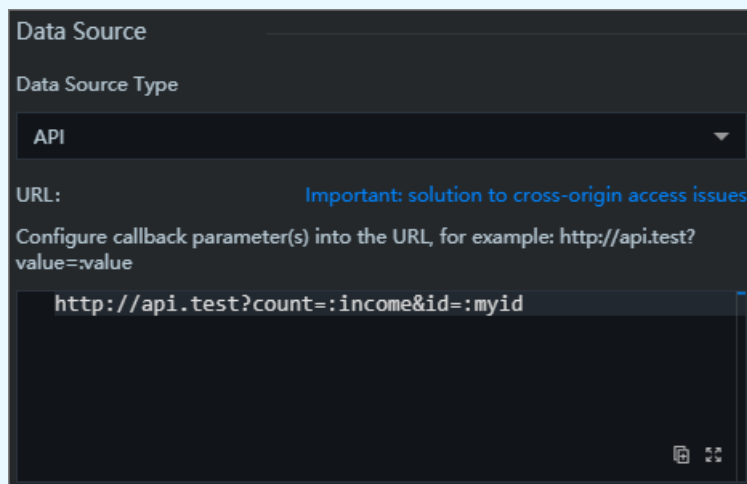 Data Source
Data Source Type
API
URL: Important: solution to cross-origin access issues
Configure callback parameter(s) into the URL, for example: http://api.test?
value=:value
http://api.test?count=:income&id=:myid